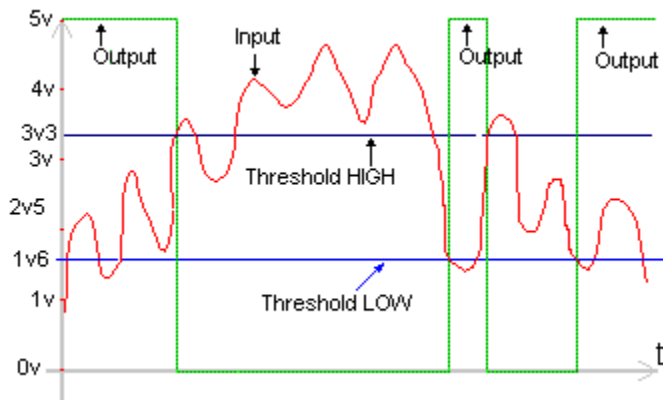 5v
Output
Input
Output
Output
4v
3v3
3v
Threshold HIGH
2v5
1v6
Threshold LOW
1v
0v
t